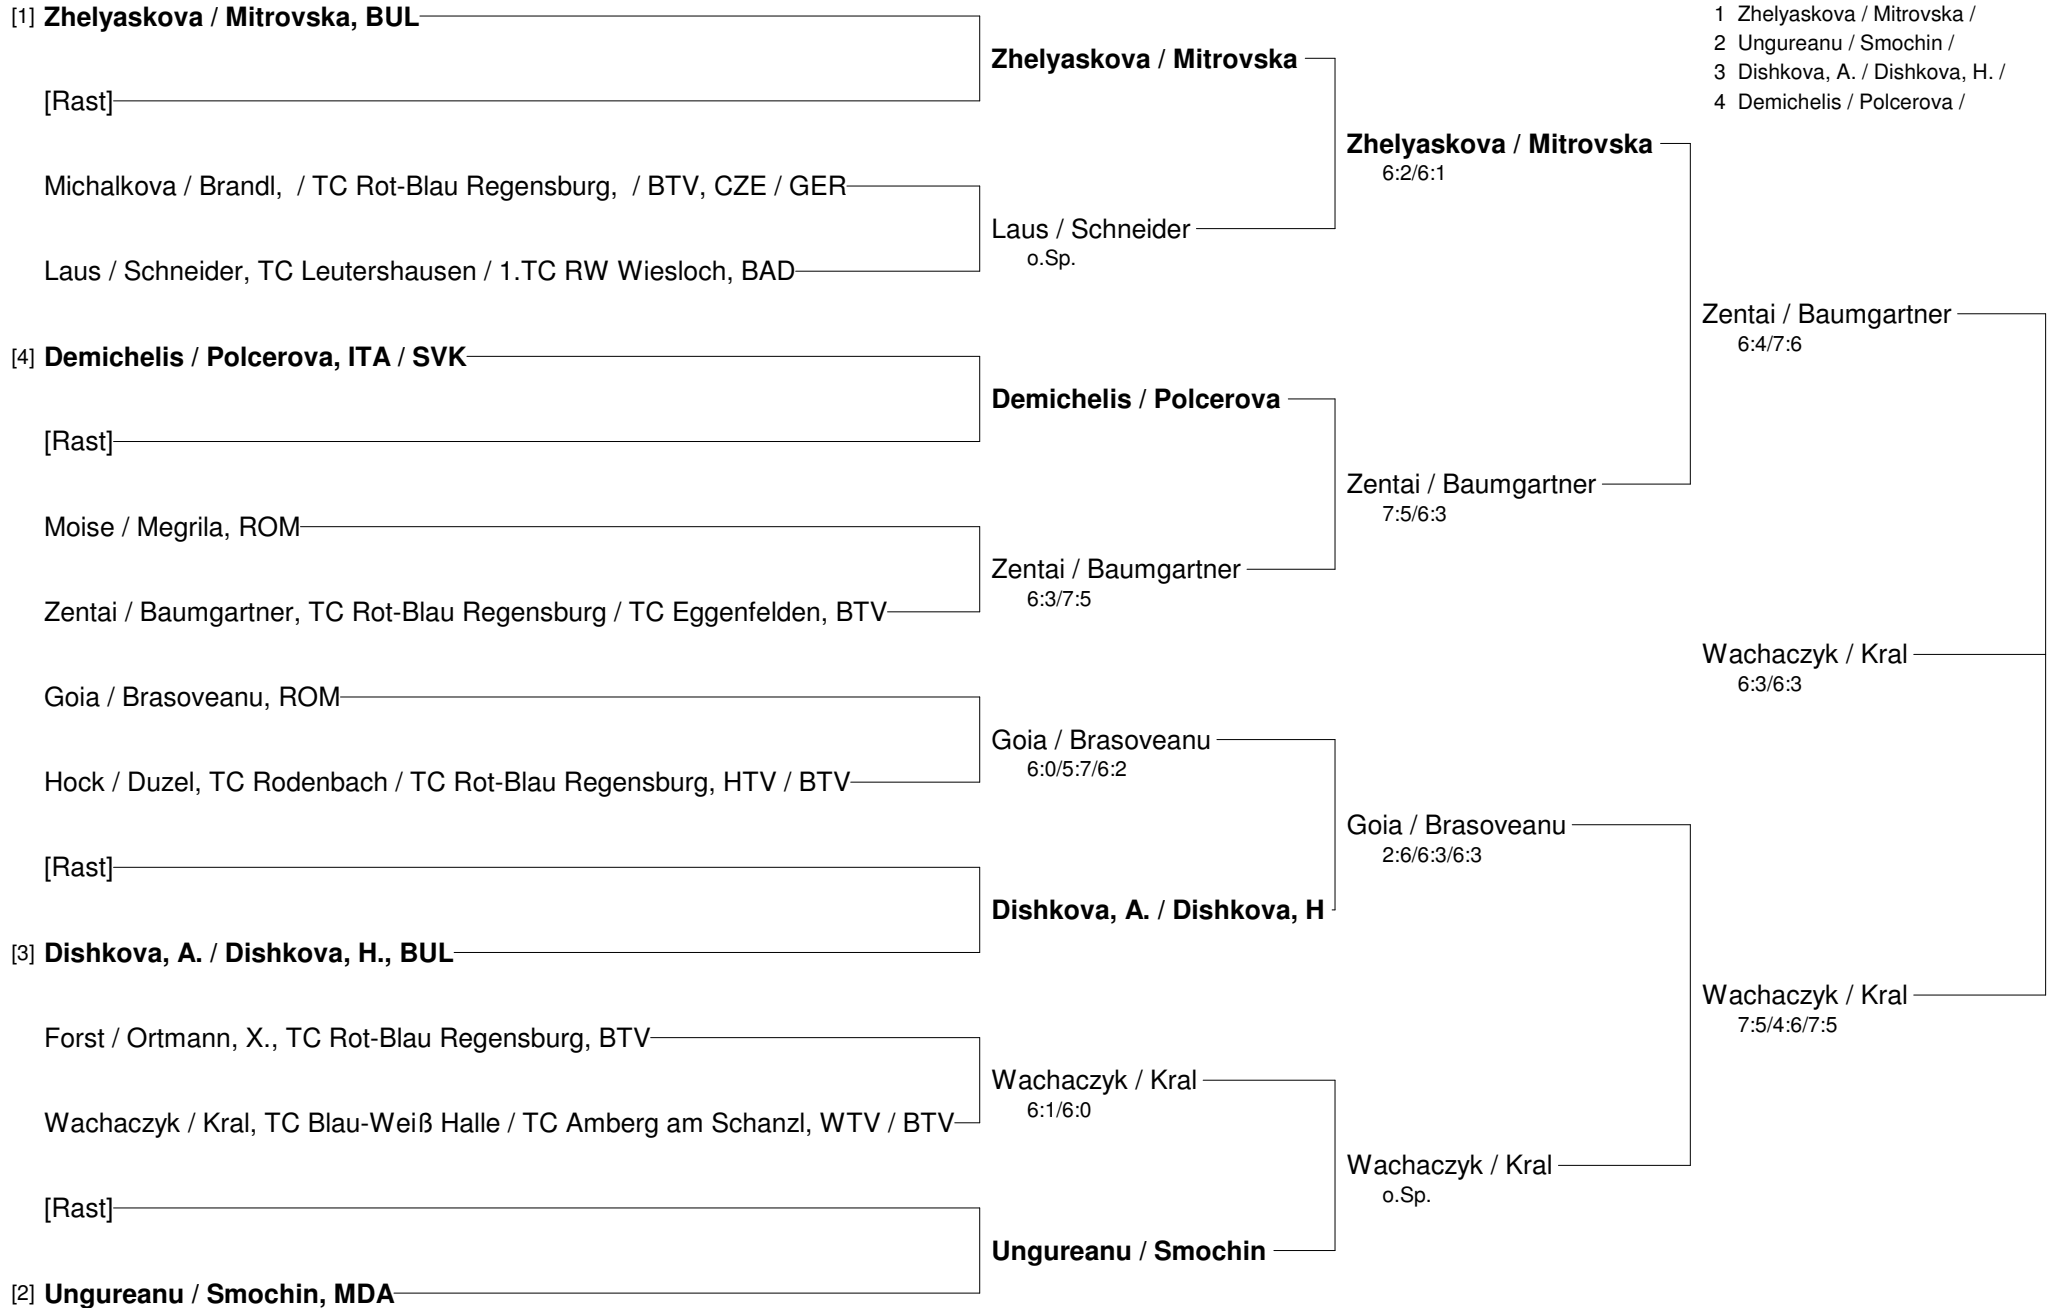 [1] Zhelyaskova / Mitrovska, BUL
[Rast]
Michalkova / Brandl,  / TC Rot-Blau Regensburg,  / BTV, CZE / GER
Laus / Schneider, TC Leutershausen / 1.TC RW Wiesloch, BAD
[4] Demichelis / Polcerova, ITA / SVK
[Rast]
Moise / Megrila, ROM
Zentai / Baumgartner, TC Rot-Blau Regensburg / TC Eggenfelden, BTV
Goia / Brasoveanu, ROM
Hock / Duzel, TC Rodenbach / TC Rot-Blau Regensburg, HTV / BTV
[Rast]
[3] Dishkova, A. / Dishkova, H., BUL
Forst / Ortmann, X., TC Rot-Blau Regensburg, BTV
Wachaczyk / Kral, TC Blau-Weiß Halle / TC Amberg am Schanzl, WTV / BTV
[Rast]
[2] Ungureanu / Smochin, MDA
Zhelyaskova / Mitrovska
Laus / Schneider
o.Sp.
Demichelis / Polcerova
Zentai / Baumgartner
6:3/7:5
Goia / Brasoveanu
6:0/5:7/6:2
Dishkova, A. / Dishkova, H
Wachaczyk / Kral
6:1/6:0
Ungureanu / Smochin
Zhelyaskova / Mitrovska
6:2/6:1
Zentai / Baumgartner
7:5/6:3
Goia / Brasoveanu
2:6/6:3/6:3
Wachaczyk / Kral
o.Sp.
1 Zhelyaskova / Mitrovska /
2 Ungureanu / Smochin /
3 Dishkova, A. / Dishkova, H. /
4 Demichelis / Polcerova /
Zentai / Baumgartner
6:4/7:6
Wachaczyk / Kral
6:3/6:3
Wachaczyk / Kral
7:5/4:6/7:5